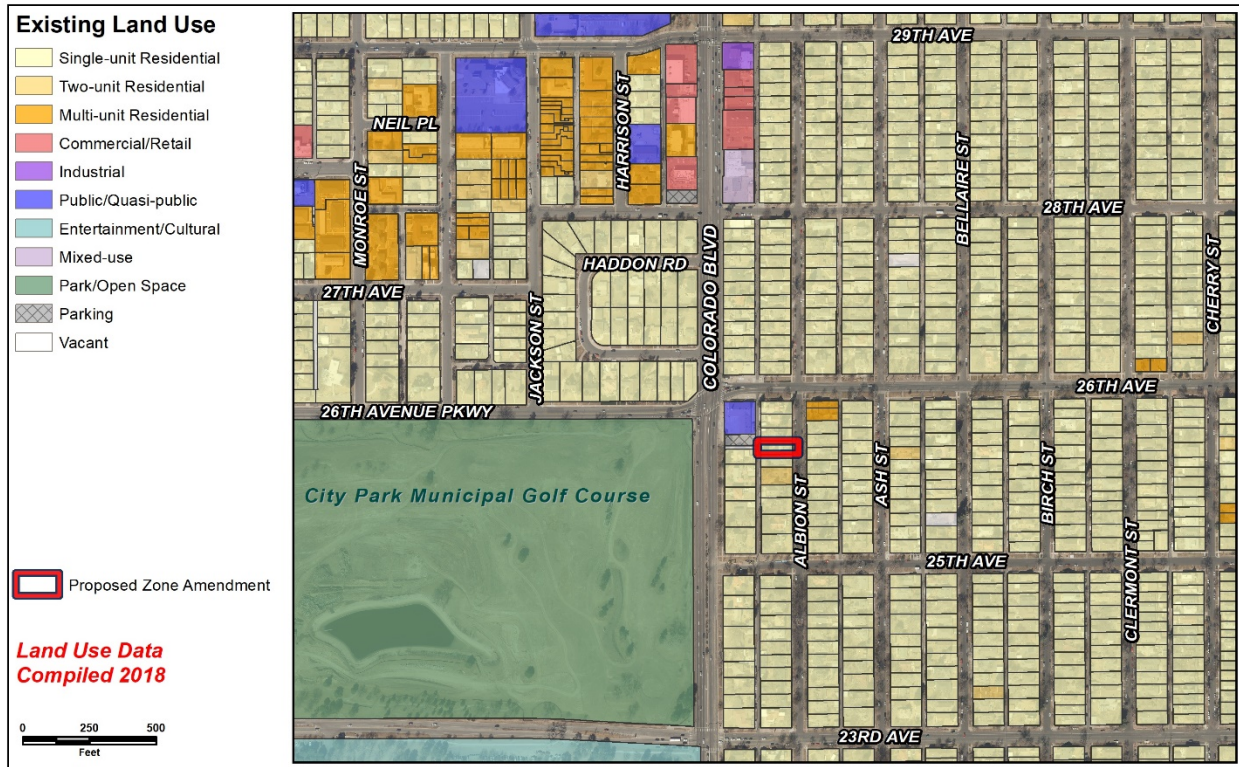 Existing Land Use
Single-unit Residential
Two-unit Residential
Multi-unit Residential
Commercial/Retail
Industrial
Public/Quasi-public
Entertainment/Cultural
Mixed-use
Park/Open Space
Parking
Vacant
Proposed Zone Amendment
Land Use Data
Compiled 2018
0 250 500
Feet
29TH AVE
NEIL PL
HARRISON ST
MONROE ST
BELLAIRE ST
28TH AVE
HADDON RD
COLORADO BLVD
CHERRY ST
27TH AVE
JACKSON ST
26TH AVE
26TH AVENUE PKWY
City Park Municipal Golf Course
ALBION ST
ASH ST
BIRCH ST
CLERMONT ST
25TH AVE
23RD AVE